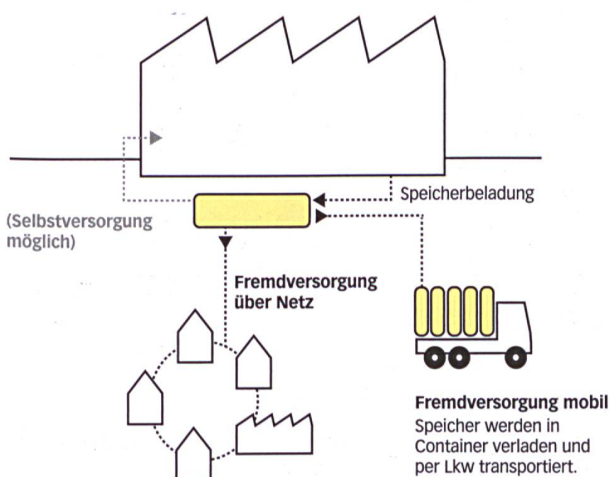 Speicherbeladung
(Selbstversorgung
möglich)
Fremdversorgung
über Netz
Fremdversorgung mobil
Speicher werden in
Container verladen und
per Lkw transportiert.